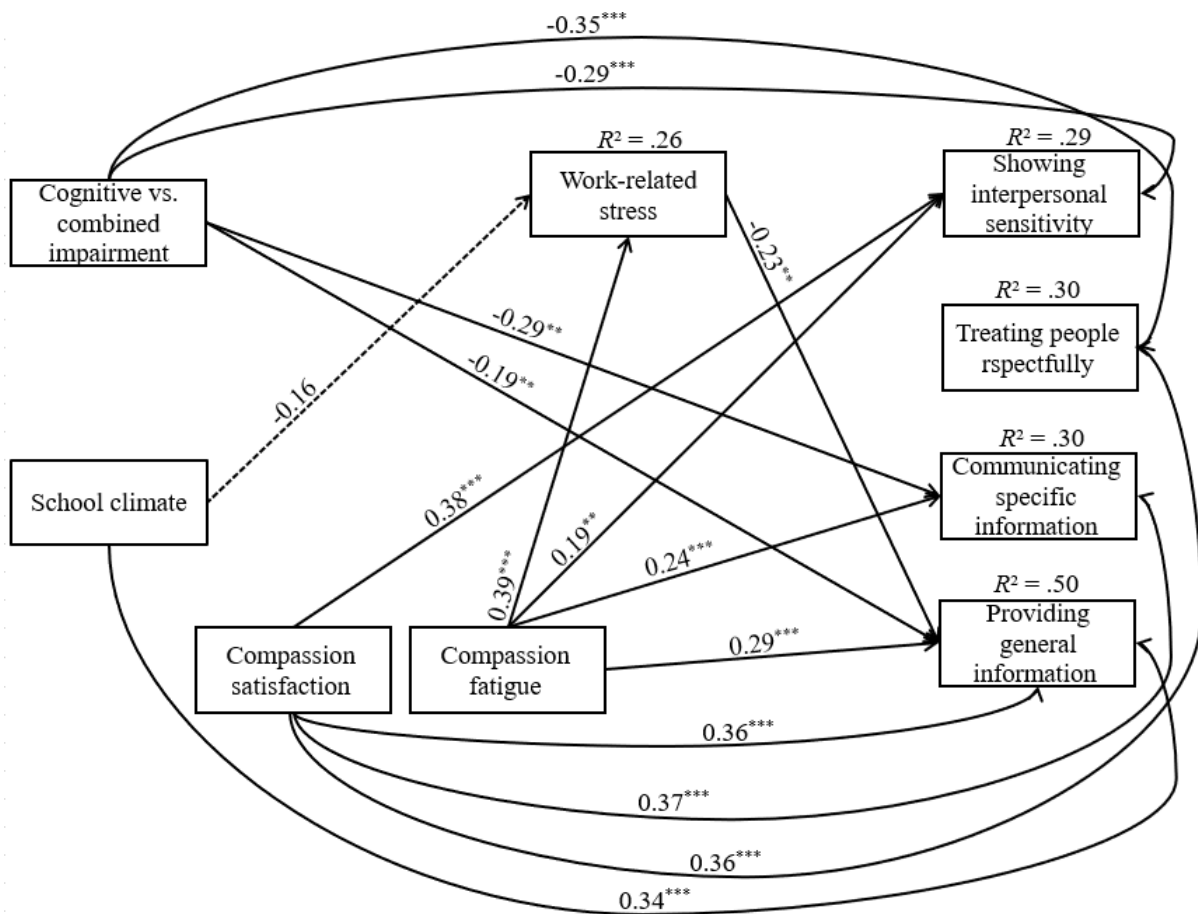 -0.35***
-0.29***
R² = .26
R² = .29
Cognitive vs.
combined
impairment
Work-related
stress
Showing
interpersonal
sensitivity
-0.23**
R² = .30
Treating people
rspectfully
-0.29**
-0.19**
-0.16
R² = .30
School climate
Communicating
specific
information
0.38***
0.19**
0.24***
0.39***
R² = .50
Compassion
satisfaction
Compassion
fatigue
0.29***
Providing
general
information
0.36***
0.37***
0.36***
0.34***